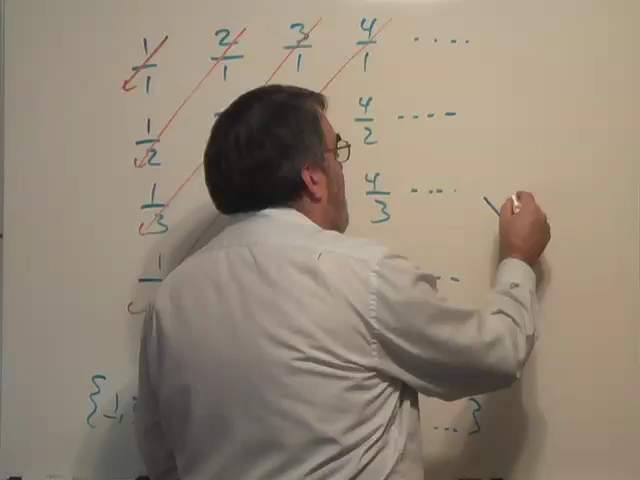 1/1 2/1 3/1 4/1 .....
1/2 4/2 ....
1/3 4/3 ....
1
{ 1, ... }